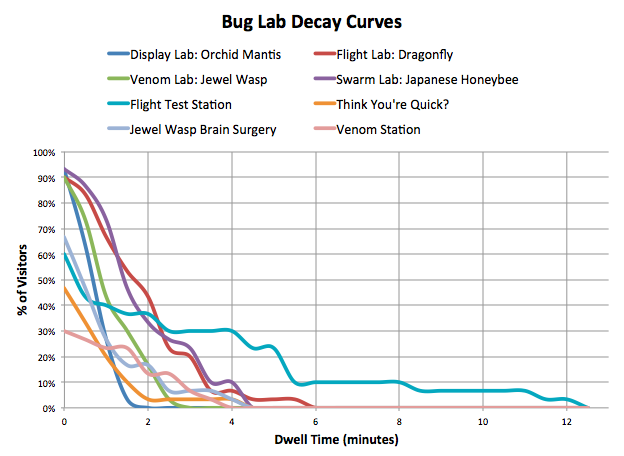 Bug Lab Decay Curves
Display Lab: Orchid Mantis Flight Lab: Dragonfly
Venom Lab: Jewel Wasp Swarm Lab: Japanese Honeybee
Flight Test Station Think You're Quick?
Jewel Wasp Brain Surgery Venom Station
100%
90%
80%
70%
60%
50%
40%
30%
20%
10%
0%
% of Visitors
0 2 4 6 8 10 12
Dwell Time (minutes)